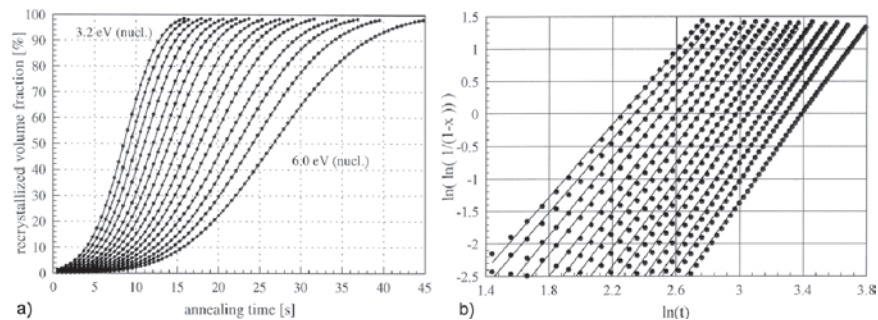 100
90
80
70
60
50
40
30
20
10
0
recrystallized volume fraction [%]
3.2 eV (nucl.)
6.0 eV (nucl.)
0 5 10 15 20 25 30 35 40 45
annealing time [s]
a)
1.5
1
0.5
0
-0.5
-1
-1.5
-2
-2.5
ln( ln( 1/(1-x ) ) )
1.4 1.8 2.2 2.6 3 3.4 3.8
ln(t)
b)